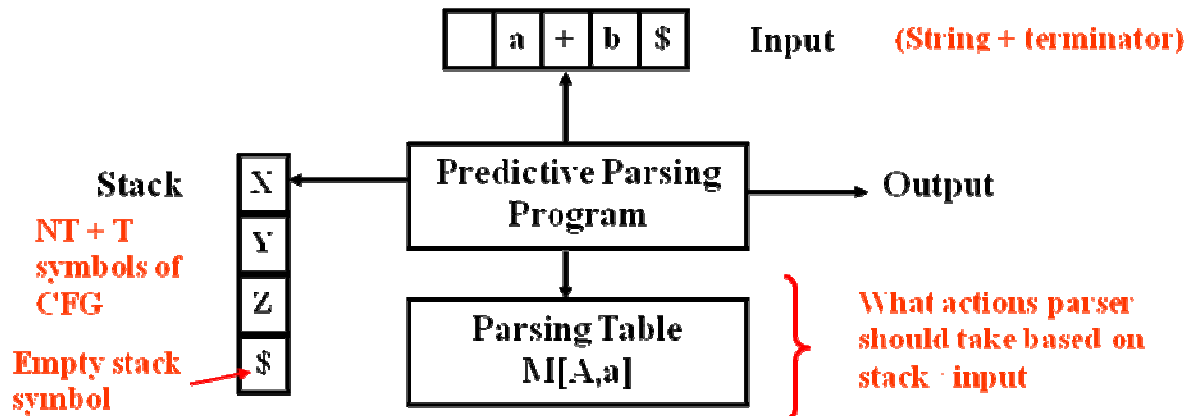 a + b $
Input
(String + terminator)
Stack
X
Y
Z
$
NT + T
symbols of
CFG
Empty stack
symbol
Predictive Parsing
Program
Output
Parsing Table
M[A,a]
What actions parser
should take based on
stack · input